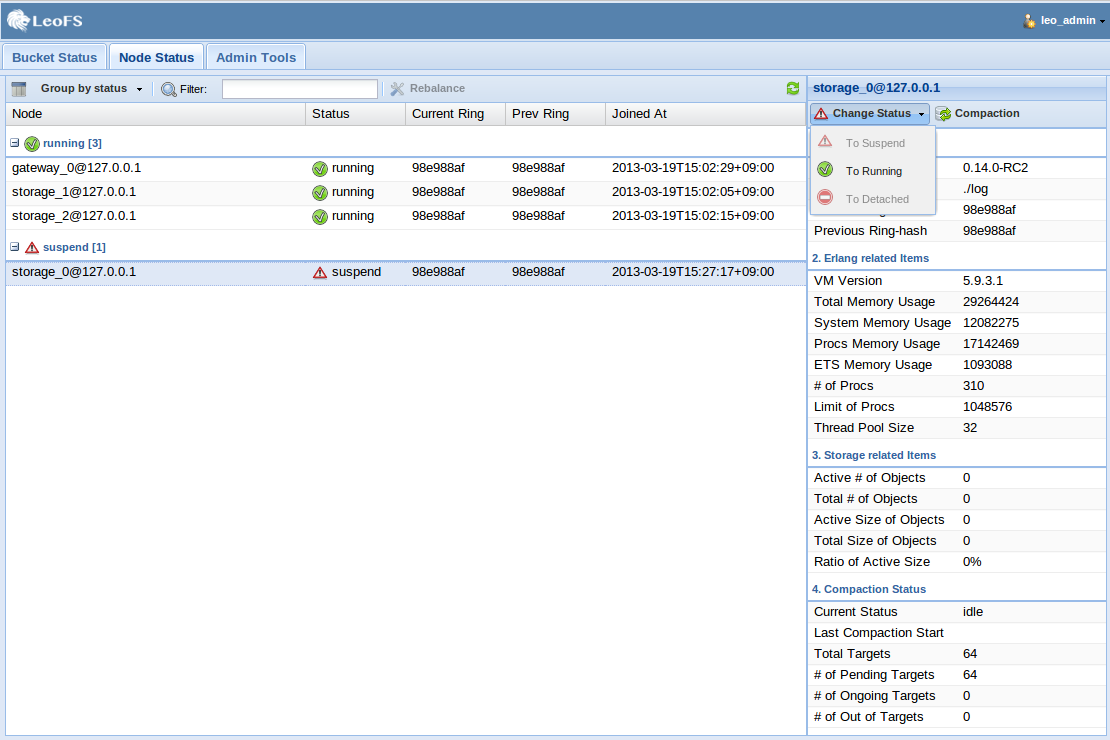 LeoFS
leo_admin
Bucket Status Node Status Admin Tools
Group by status Filter: Rebalance
Node Status Current Ring Prev Ring Joined At
running [3]
gateway_0@127.0.0.1 running 98e988af 98e988af 2013-03-19T15:02:29+09:00
storage_1@127.0.0.1 running 98e988af 98e988af 2013-03-19T15:02:05+09:00
storage_2@127.0.0.1 running 98e988af 98e988af 2013-03-19T15:02:15+09:00
suspend [1]
storage_0@127.0.0.1 suspend 98e988af 98e988af 2013-03-19T15:27:17+09:00
storage_0@127.0.0.1
Change Status Compaction
To Suspend
To Running
To Detached
0.14.0-RC2
./log
98e988af
Previous Ring-hash 98e988af
2. Erlang related Items
VM Version 5.9.3.1
Total Memory Usage 29264424
System Memory Usage 12082275
Procs Memory Usage 17142469
ETS Memory Usage 1093088
# of Procs 310
Limit of Procs 1048576
Thread Pool Size 32
3. Storage related Items
Active # of Objects 0
Total # of Objects 0
Active Size of Objects 0
Total Size of Objects 0
Ratio of Active Size 0%
4. Compaction Status
Current Status idle
Last Compaction Start
Total Targets 64
# of Pending Targets 64
# of Ongoing Targets 0
# of Out of Targets 0